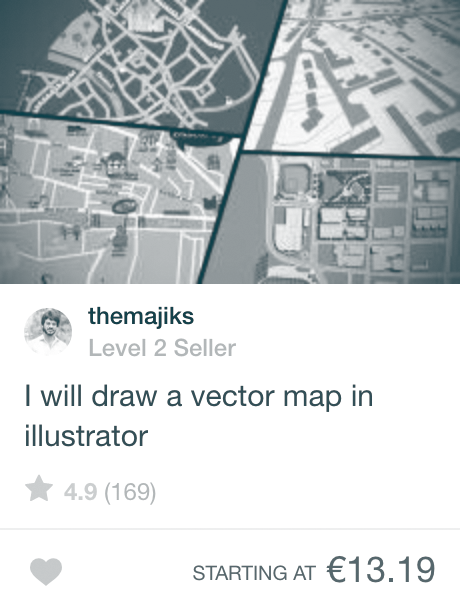 themajiks
Level 2 Seller
I will draw a vector map in
illustrator
4.9 (169)
STARTING AT €13.19